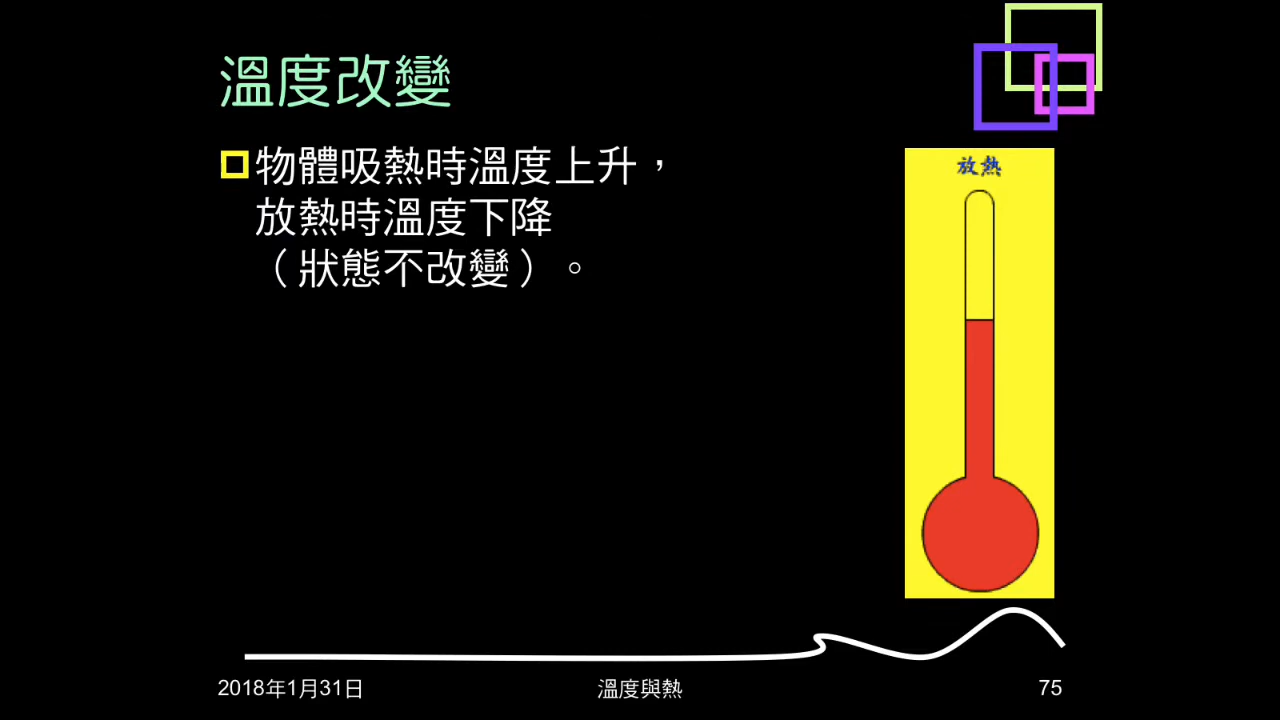 溫度改變
物體吸熱時溫度上升，
放熱時溫度下降
（狀態不改變）。
放熱
2018年1月31日
溫度與熱
75